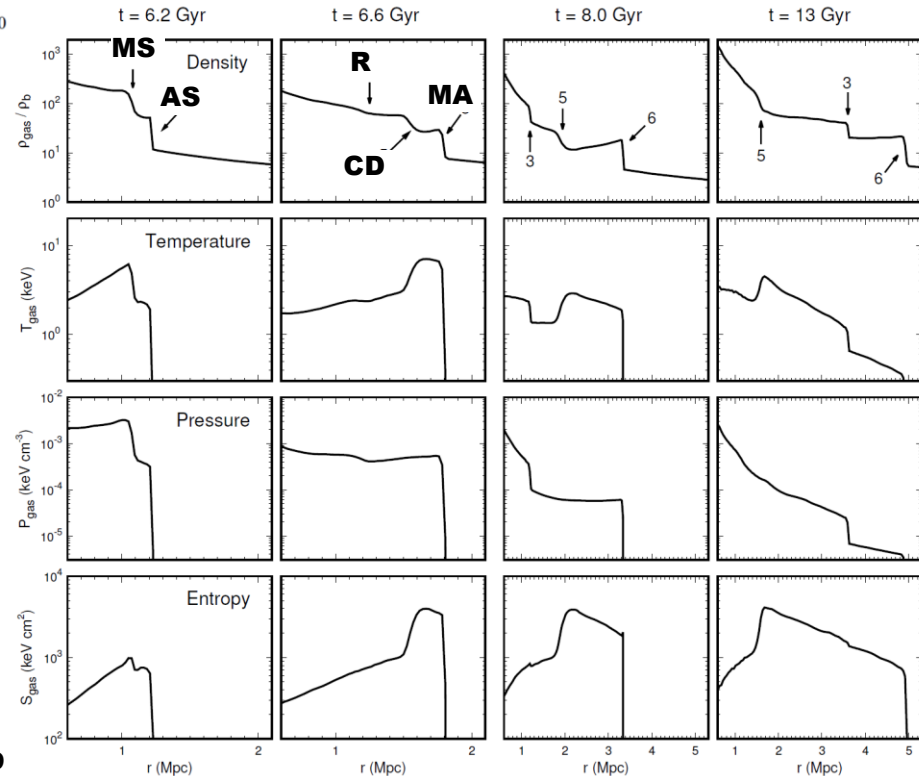 t = 6.2 Gyr
t = 6.6 Gyr
t = 8.0 Gyr
t = 13 Gyr
10³
10²
10¹
10⁰
ρgas / ρb
Density
MS
AS
R
CD
MA
3
5
6
5
3
6
10¹
10⁰
Tgas (keV)
Temperature
10⁻²
10⁻³
10⁻⁴
10⁻⁵
Pgas (keV cm⁻³)
Pressure
10⁴
10³
10²
Sgas (keV cm²)
Entropy
1 2
1 2
1 2 3 4 5
1 2 3 4 5
r (Mpc)
r (Mpc)
r (Mpc)
r (Mpc)